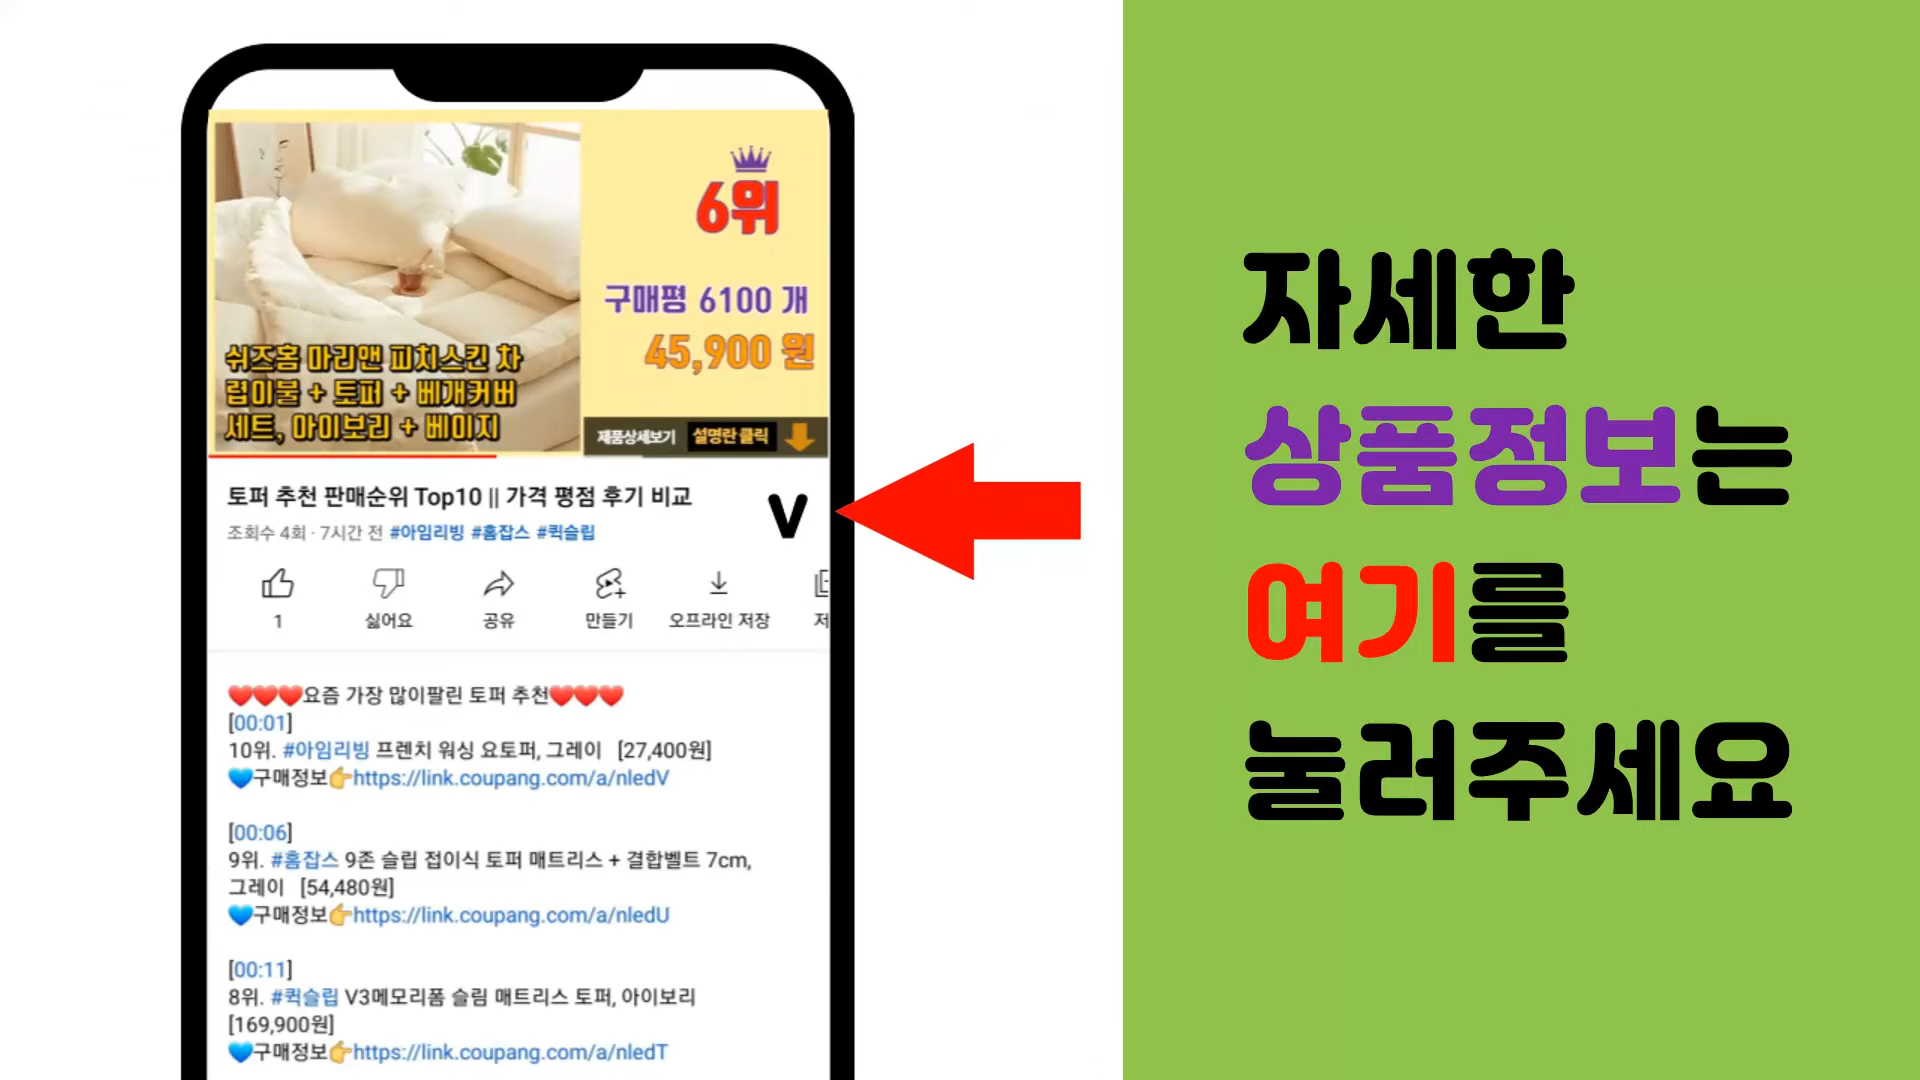 6위
구매평 6100 개
45,900 원
쉬즈홈 마리앤 피치스킨 차
렵이불 + 토퍼 + 베개커버
세트, 아이보리 + 베이지
제품상세보기 설명란 클릭
토퍼 추천 판매순위 Top10 || 가격 평점 후기 비교
V
조회수 4회 · 7시간 전 #아임리빙 #홈잡스 #퀵슬립
1 싫어요 공유 만들기 오프라인 저장 저
❤️❤️❤️요즘 가장 많이팔린 토퍼 추천❤️❤️❤️
[00:01]
10위. #아임리빙 프렌치 워싱 요토퍼, 그레이 [27,400원]
💙구매정보👉https://link.coupang.com/a/nledV
[00:06]
9위. #홈잡스 9존 슬립 접이식 토퍼 매트리스 + 결합벨트 7cm,
그레이 [54,480원]
💙구매정보👉https://link.coupang.com/a/nledU
[00:11]
8위. #퀵슬립 V3메모리폼 슬림 매트리스 토퍼, 아이보리
[169,900원]
💙구매정보👉https://link.coupang.com/a/nledT
자세한
상품정보는
여기를
눌러주세요